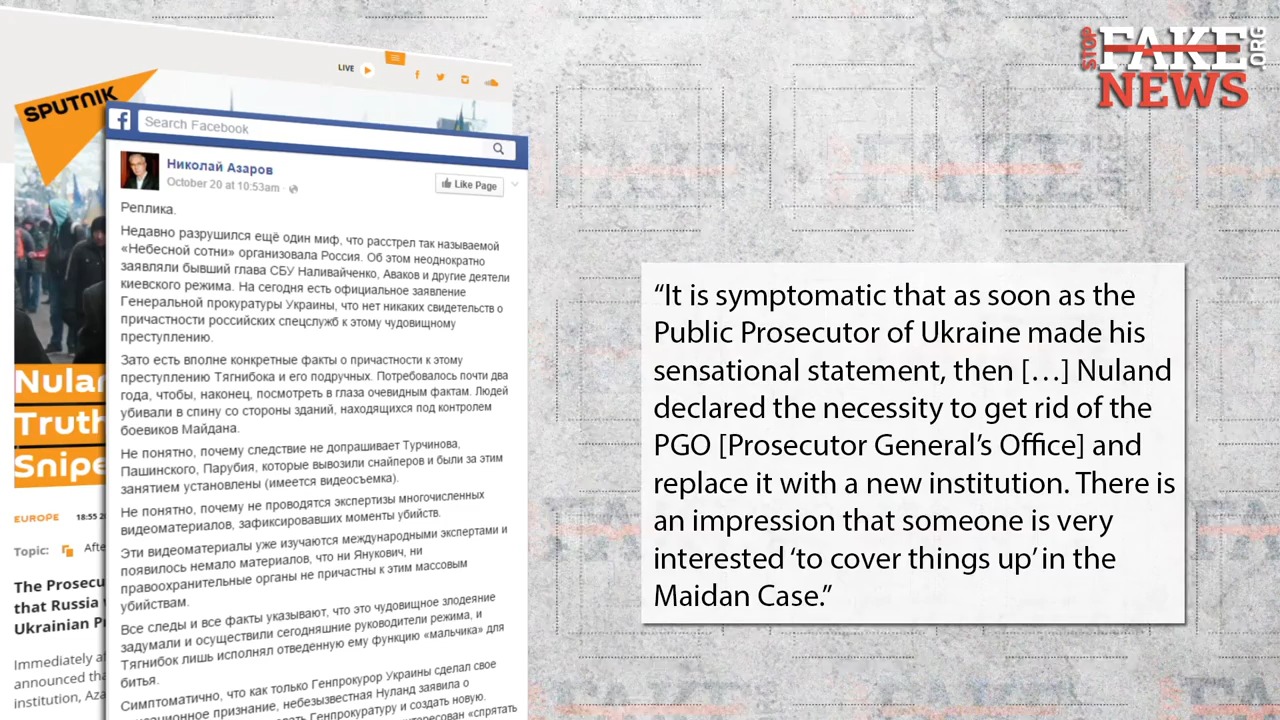 STOP
FAKE
.ORG
NEWS
SPUTNIK
LIVE
Search Facebook
Николай Азаров
October 20 at 10:53am
Like Page
Реплика.
Недавно разрушился ещё один миф, что расстрел так называемой
«Небесной сотни» организовала Россия. Об этом неоднократно
заявляли бывший глава СБУ Наливайченко, Аваков и другие деятели
киевского режима. На сегодня есть официальное заявление
Генеральной прокуратуры Украины, что нет никаких свидетельств о
причастности российских спецслужб к этому чудовищному
преступлению.
Зато есть вполне конкретные факты о причастности к этому
преступлению Тягнибока и его подручных. Потребовалось почти два
года, чтобы, наконец, посмотреть в глаза очевидным фактам. Людей
убивали в спину со стороны зданий, находящихся под контролем
боевиков Майдана.
Не понятно, почему следствие не допрашивает Турчинова,
Пашинского, Парубия, которые вывозили снайперов и были за этим
занятием установлены (имеется видеосъемка).
Не понятно, почему не проводятся экспертизы многочисленных
видеоматериалов, зафиксировавших моменты убийств.
Эти видеоматериалы уже изучаются международными экспертами и
появилось немало материалов, что ни Янукович, ни
правоохранительные органы не причастны к этим массовым
убийствам.
Все следы и все факты указывают, что это чудовищное злодеяние
задумали и осуществили сегодняшние руководители режима, и
Тягнибок лишь исполнял отведенную ему функцию «мальчика» для
битья.
Симптоматично, что как только Генпрокурор Украины сделал свое
признание, небезызвестная Нуланд заявила о
Генпрокуратуру и создать новую.
«спрятать
Truth
EUROPE 18:55
Topic:
The
that Russia
Ukrainian
Immediately
announced
institution,
“It is symptomatic that as soon as the
Public Prosecutor of Ukraine made his
sensational statement, then […] Nuland
declared the necessity to get rid of the
PGO [Prosecutor General’s Office] and
replace it with a new institution. There is
an impression that someone is very
interested ‘to cover things up’ in the
Maidan Case.”